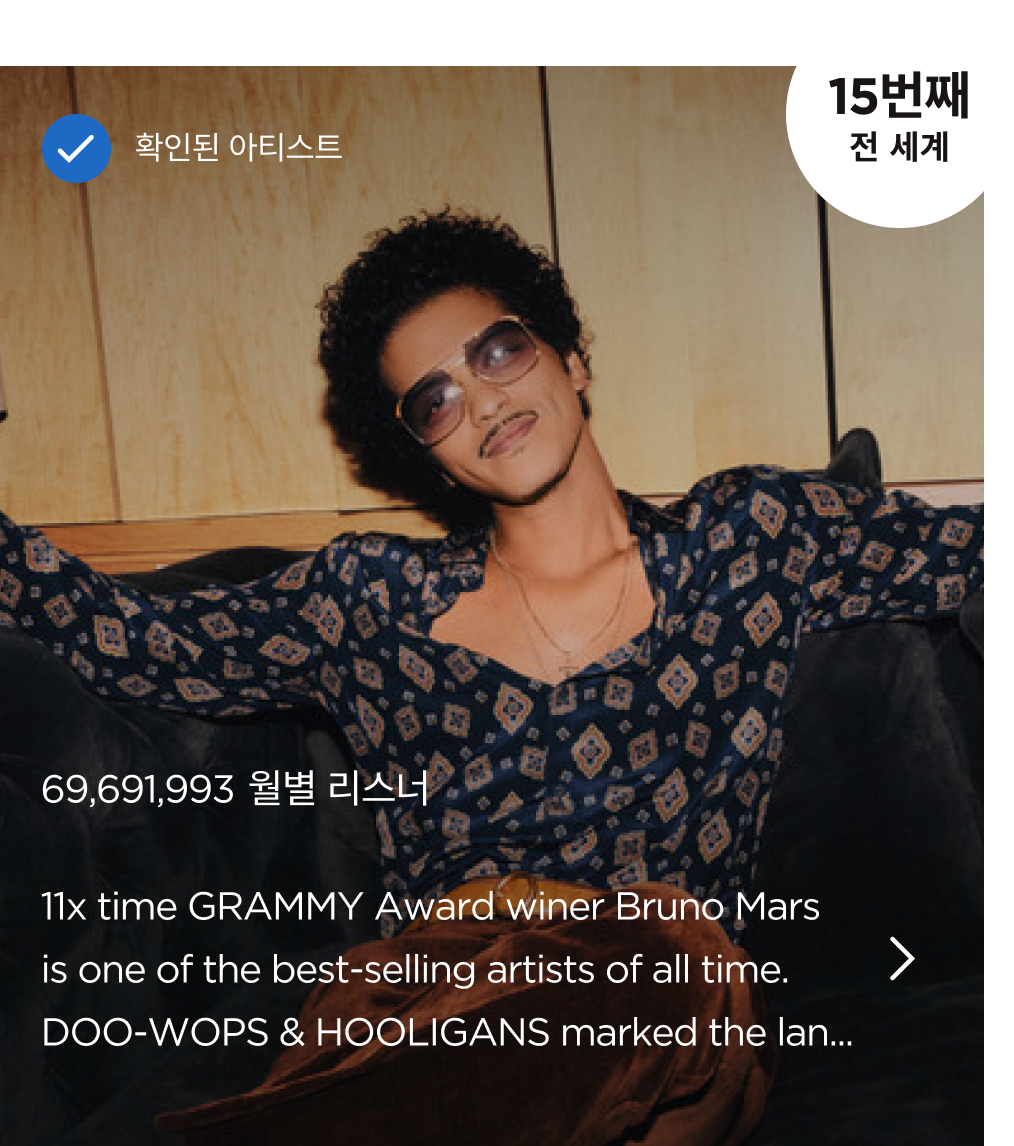 15번째
전 세계
확인된 아티스트
69,691,993 월별 리스너
11x time GRAMMY Award winer Bruno Mars
is one of the best-selling artists of all time.
DOO-WOPS & HOOLIGANS marked the lan...